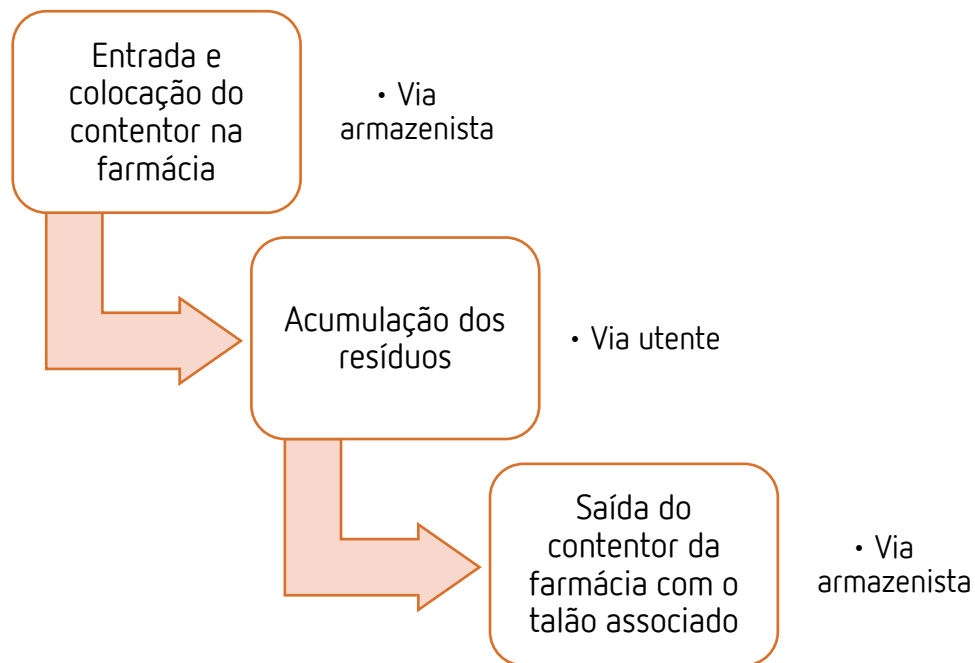 Entrada e
colocação do
contentor na
farmácia
• Via
armazenista
Acumulação dos
resíduos
• Via utente
Saída do
contentor da
farmácia com o
talão associado
• Via
armazenista